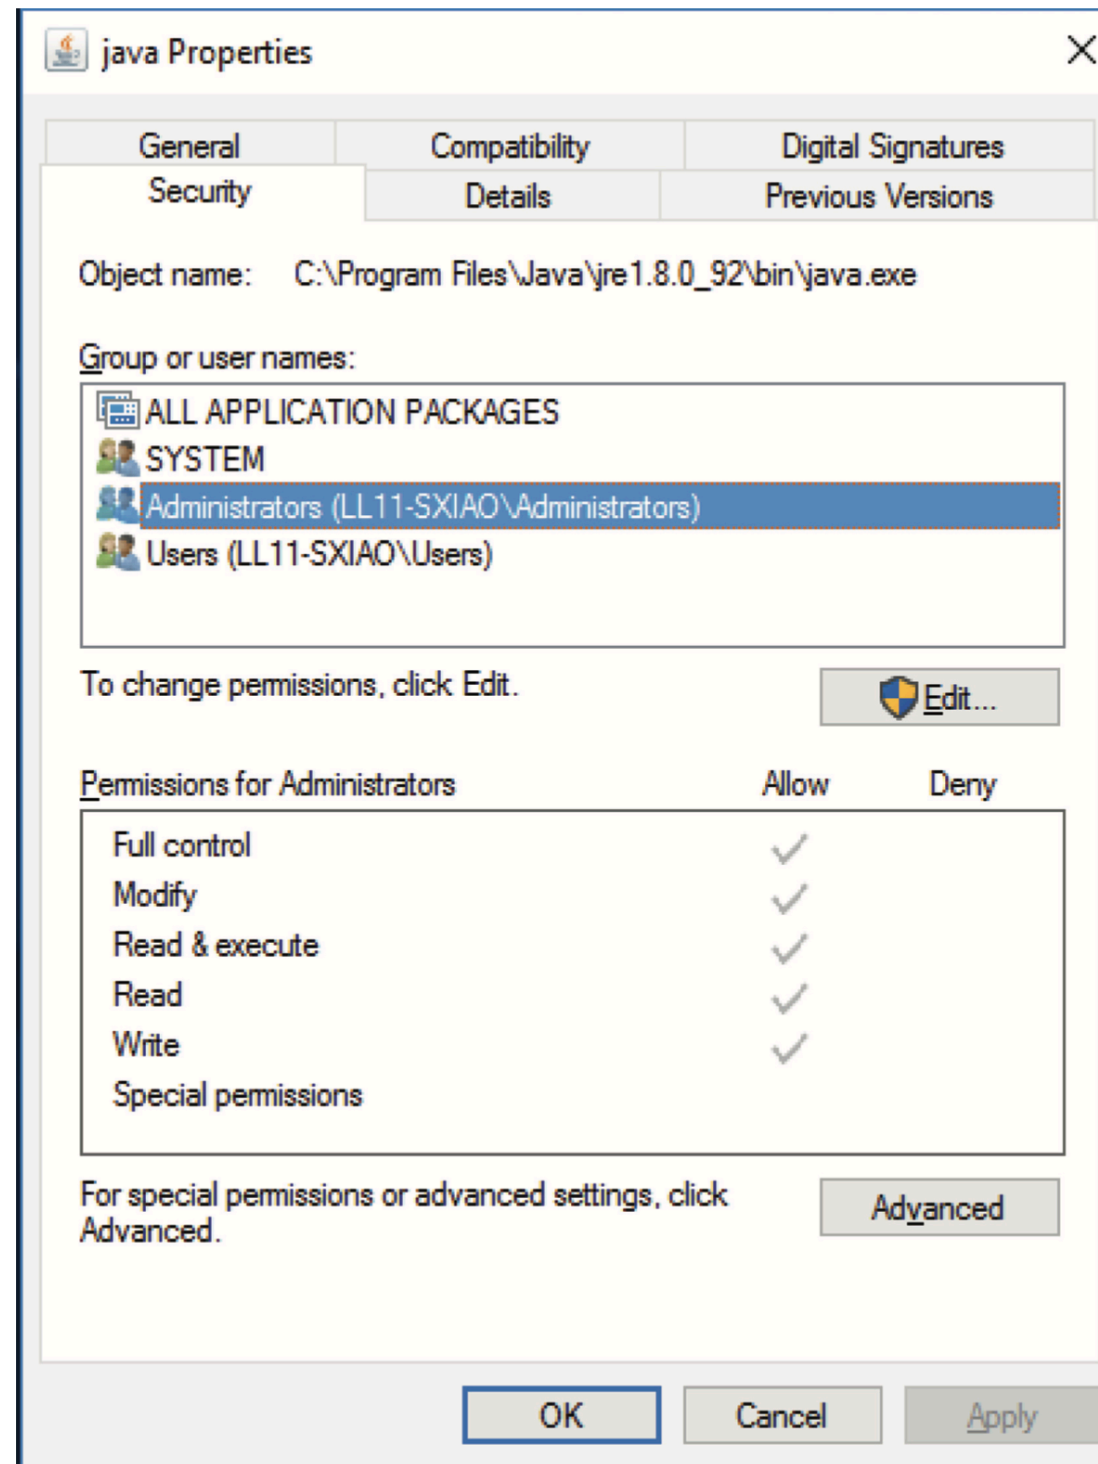 java Properties
General Compatibility Digital Signatures
Security Details Previous Versions
Object name: C:\Program Files\Java\jre1.8.0_92\bin\java.exe
Group or user names:
ALL APPLICATION PACKAGES
SYSTEM
Administrators (LL11-SXIAO\Administrators)
Users (LL11-SXIAO\Users)
To change permissions, click Edit.
Edit...
Permissions for Administrators Allow Deny
Full control
Modify
Read & execute
Read
Write
Special permissions
For special permissions or advanced settings, click
Advanced.
Advanced
OK Cancel Apply